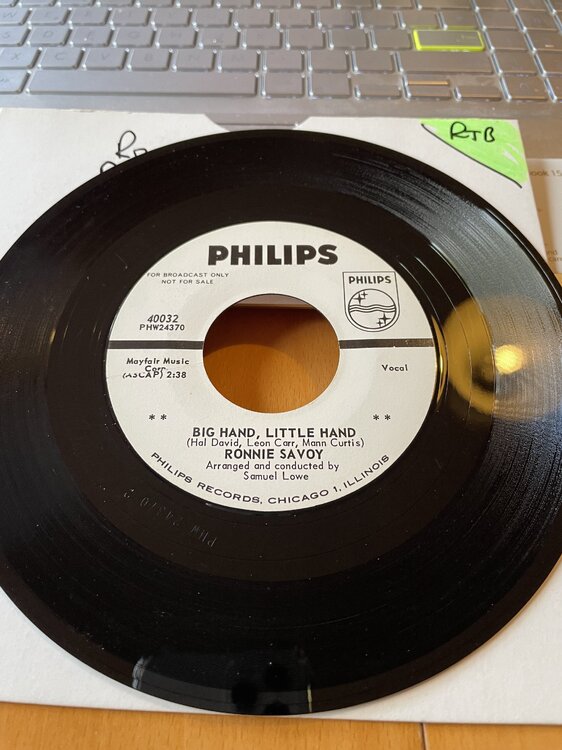 RTB
PHILIPS
FOR BROADCAST ONLY
NOT FOR SALE
PHILIPS
40032
PHW24370
Mayfair Music
Corp.
(ASCAP) 2:38
Vocal
** **
BIG HAND, LITTLE HAND
(Hal David, Leon Carr, Mann Curtis)
RONNIE SAVOY
Arranged and conducted by
Samuel Lowe
PHILIPS RECORDS, CHICAGO 1, ILLINOIS